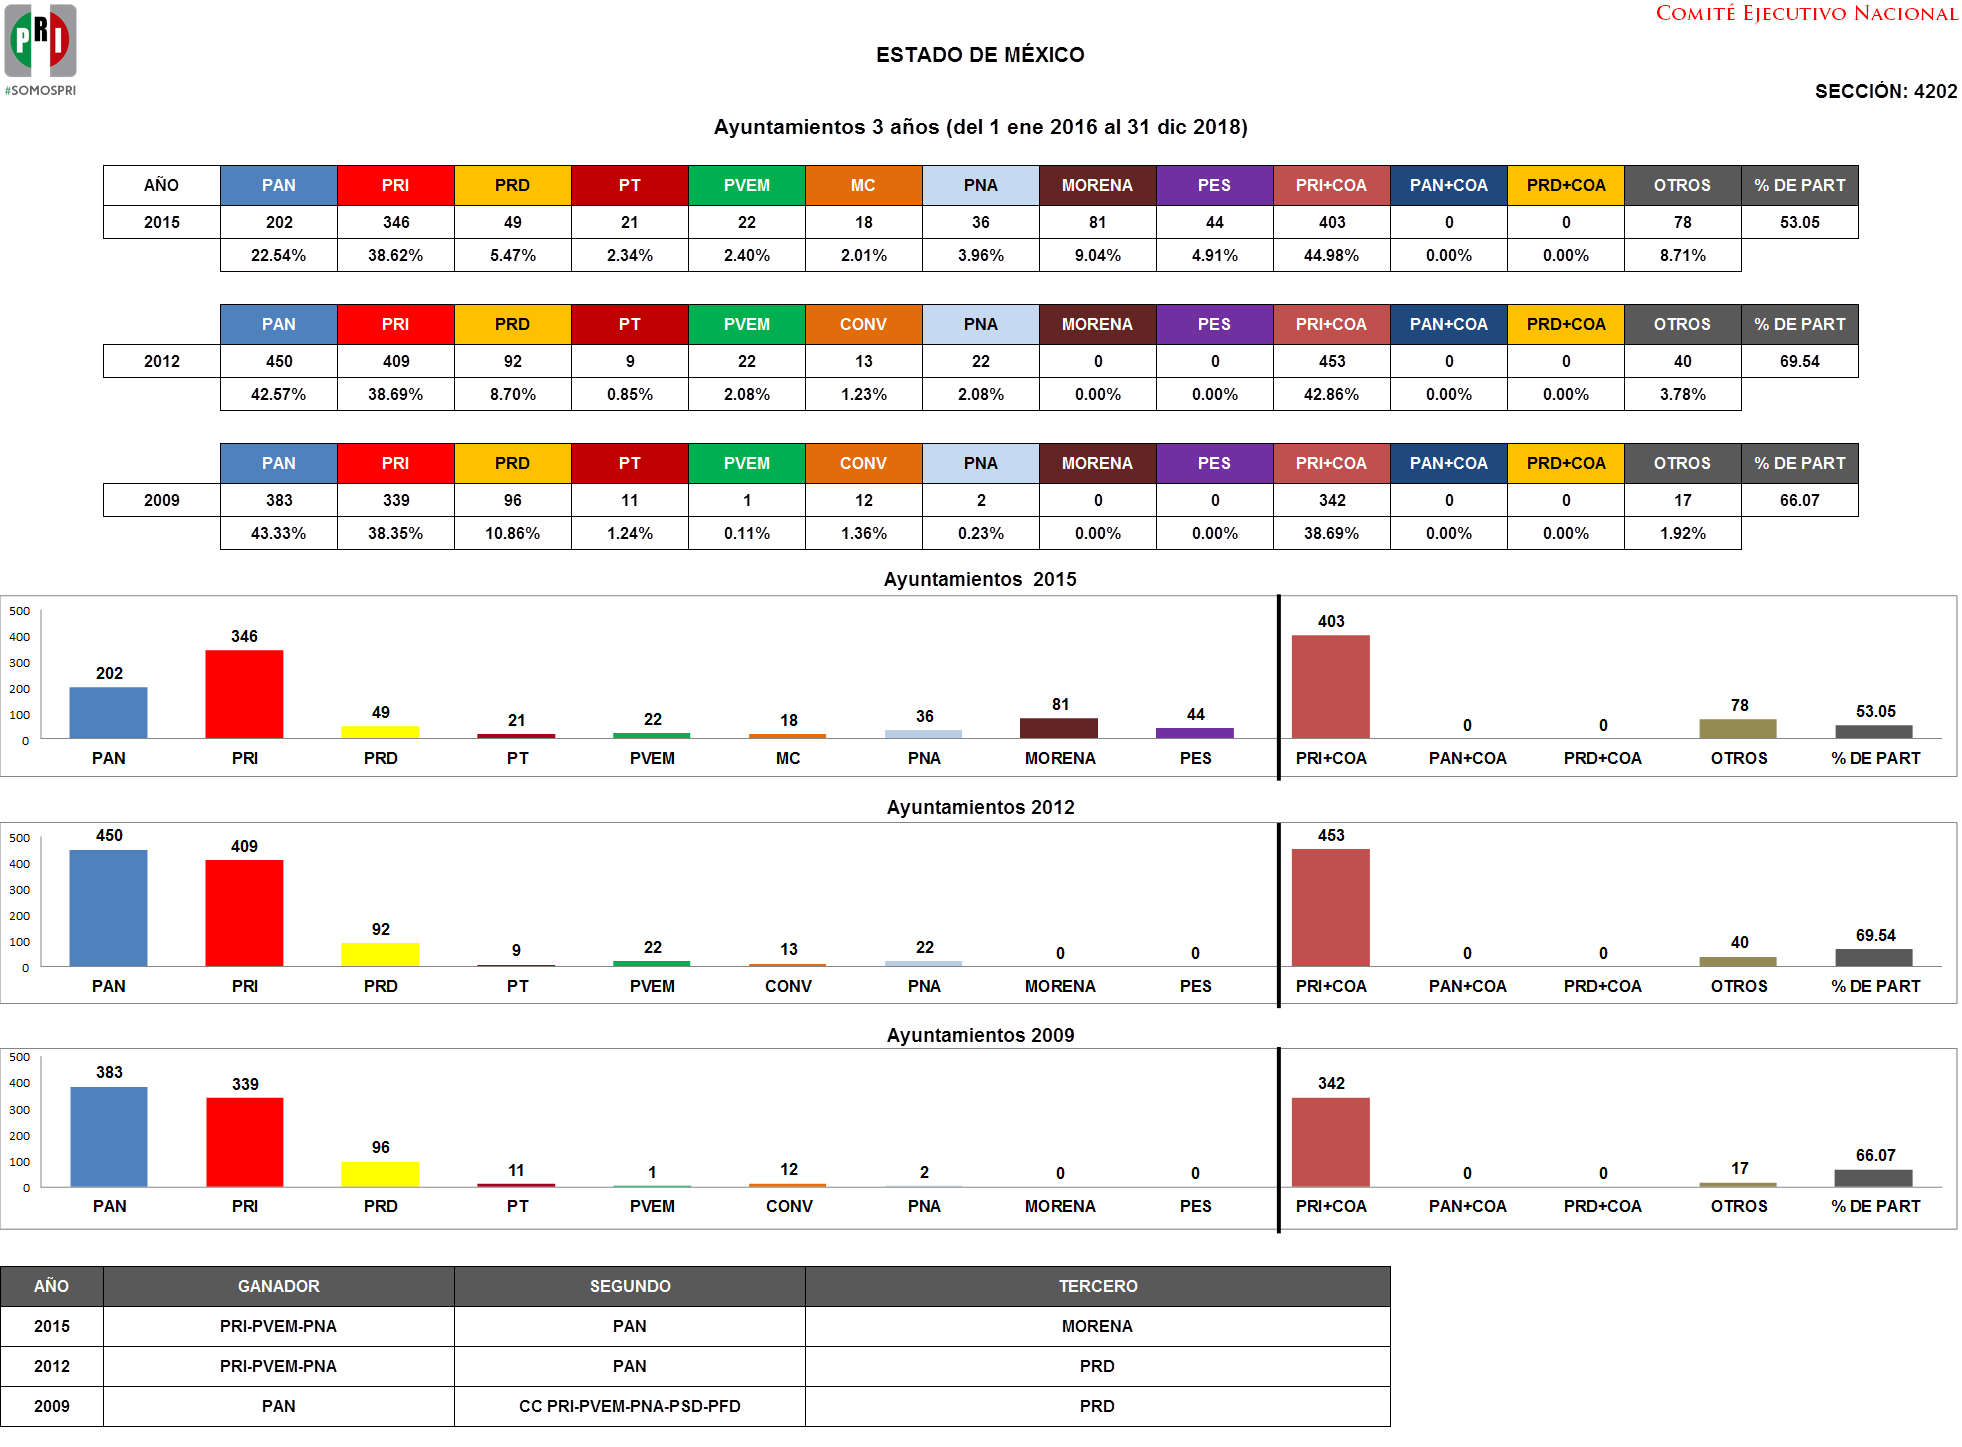 PRI
#SOMOSPRI
COMITÉ EJECUTIVO NACIONAL
ESTADO DE MÉXICO
SECCIÓN: 4202
Ayuntamientos 3 años (del 1 ene 2016 al 31 dic 2018)
AÑO PAN PRI PRD PT PVEM MC PNA MORENA PES PRI+COA PAN+COA PRD+COA OTROS % DE PART
2015 202 346 49 21 22 18 36 81 44 403 0 0 78 53.05
22.54% 38.62% 5.47% 2.34% 2.40% 2.01% 3.96% 9.04% 4.91% 44.98% 0.00% 0.00% 8.71%
PAN PRI PRD PT PVEM CONV PNA MORENA PES PRI+COA PAN+COA PRD+COA OTROS % DE PART
2012 450 409 92 9 22 13 22 0 0 453 0 0 40 69.54
42.57% 38.69% 8.70% 0.85% 2.08% 1.23% 2.08% 0.00% 0.00% 42.86% 0.00% 0.00% 3.78%
PAN PRI PRD PT PVEM CONV PNA MORENA PES PRI+COA PAN+COA PRD+COA OTROS % DE PART
2009 383 339 96 11 1 12 2 0 0 342 0 0 17 66.07
43.33% 38.35% 10.86% 1.24% 0.11% 1.36% 0.23% 0.00% 0.00% 38.69% 0.00% 0.00% 1.92%
Ayuntamientos 2015
500
400
300
200
100
0
202 346 49 21 22 18 36 81 44 403 0 0 78 53.05
PAN PRI PRD PT PVEM MC PNA MORENA PES PRI+COA PAN+COA PRD+COA OTROS % DE PART
Ayuntamientos 2012
500
400
300
200
100
0
450 409 92 9 22 13 22 0 0 453 0 0 40 69.54
PAN PRI PRD PT PVEM CONV PNA MORENA PES PRI+COA PAN+COA PRD+COA OTROS % DE PART
Ayuntamientos 2009
500
400
300
200
100
0
383 339 96 11 1 12 2 0 0 342 0 0 17 66.07
PAN PRI PRD PT PVEM CONV PNA MORENA PES PRI+COA PAN+COA PRD+COA OTROS % DE PART
AÑO GANADOR SEGUNDO TERCERO
2015 PRI-PVEM-PNA PAN MORENA
2012 PRI-PVEM-PNA PAN PRD
2009 PAN CC PRI-PVEM-PNA-PSD-PFD PRD